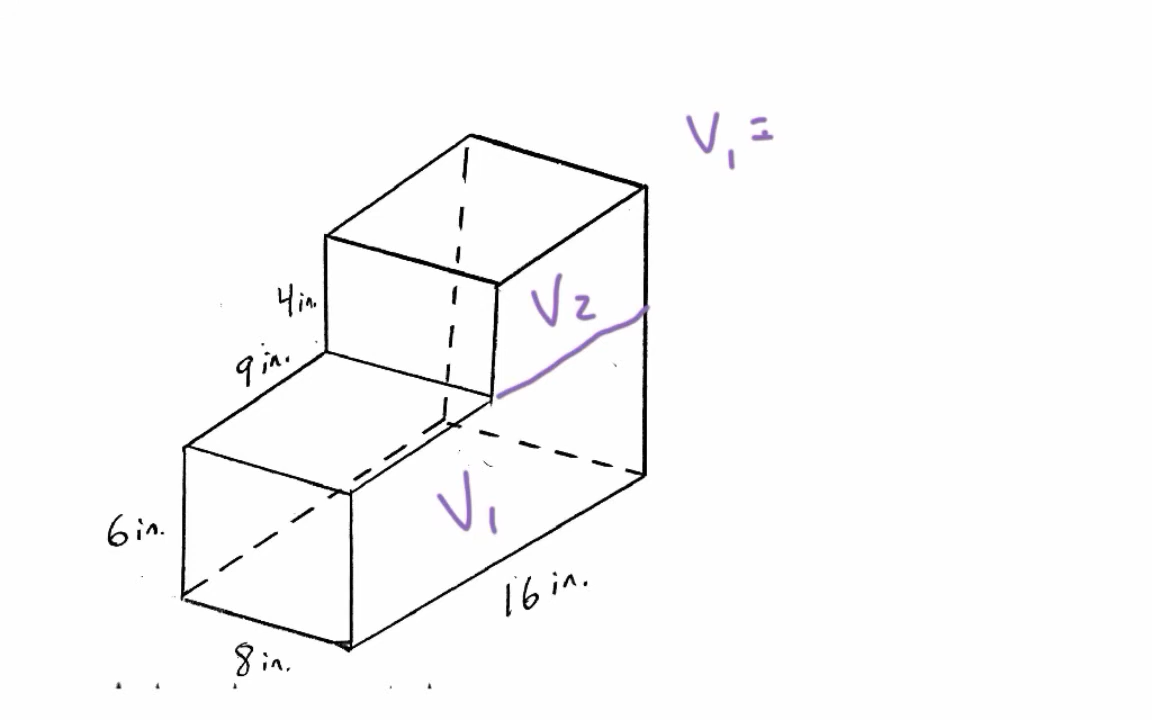 V₁ =
V₂
4in.
9in.
V₁
6in.
16in.
8in.